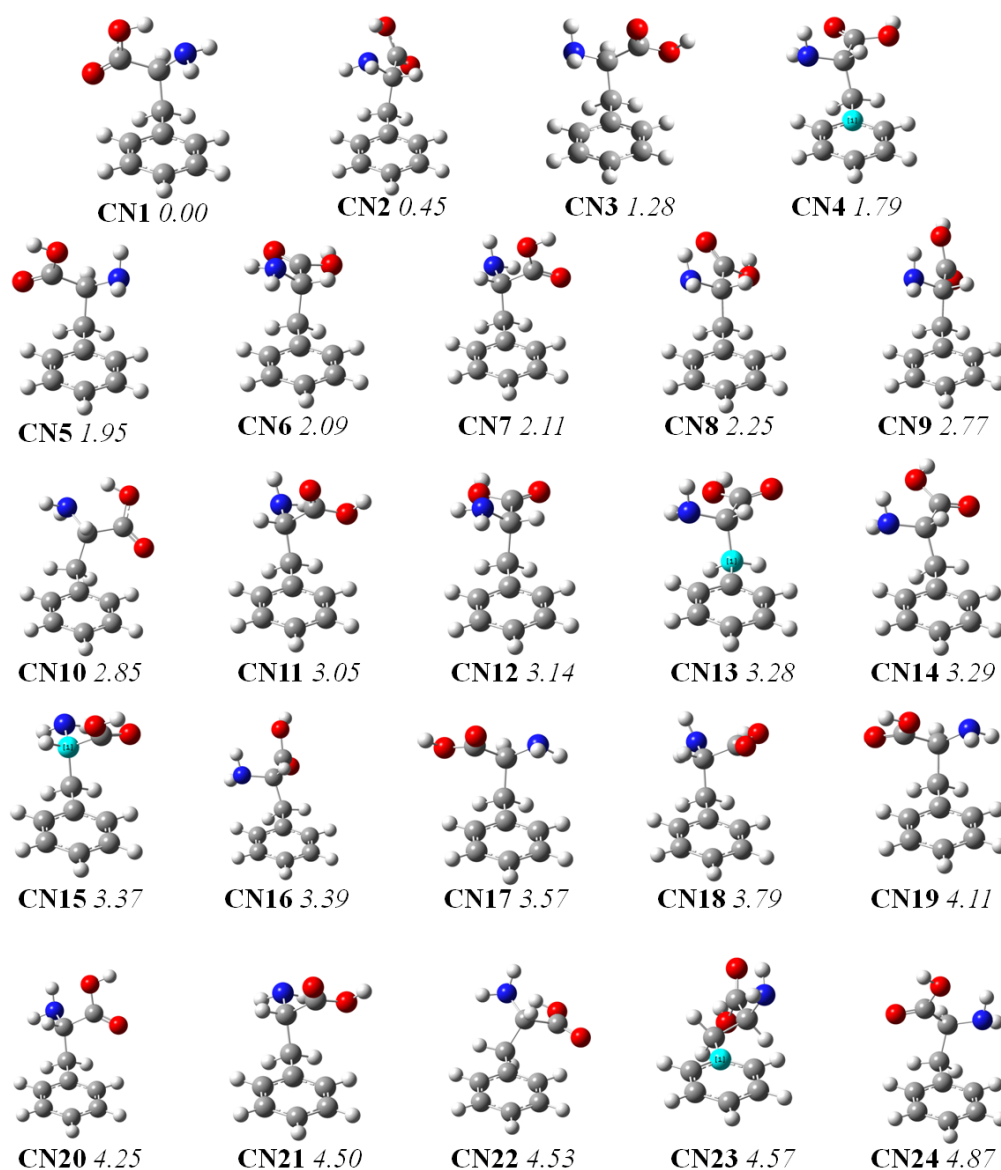 CN1 0.00 CN2 0.45 CN3 1.28 CN4 1.79
CN5 1.95 CN6 2.09 CN7 2.11 CN8 2.25 CN9 2.77
CN10 2.85 CN11 3.05 CN12 3.14 CN13 3.28 CN14 3.29
CN15 3.37 CN16 3.39 CN17 3.57 CN18 3.79 CN19 4.11
CN20 4.25 CN21 4.50 CN22 4.53 CN23 4.57 CN24 4.87